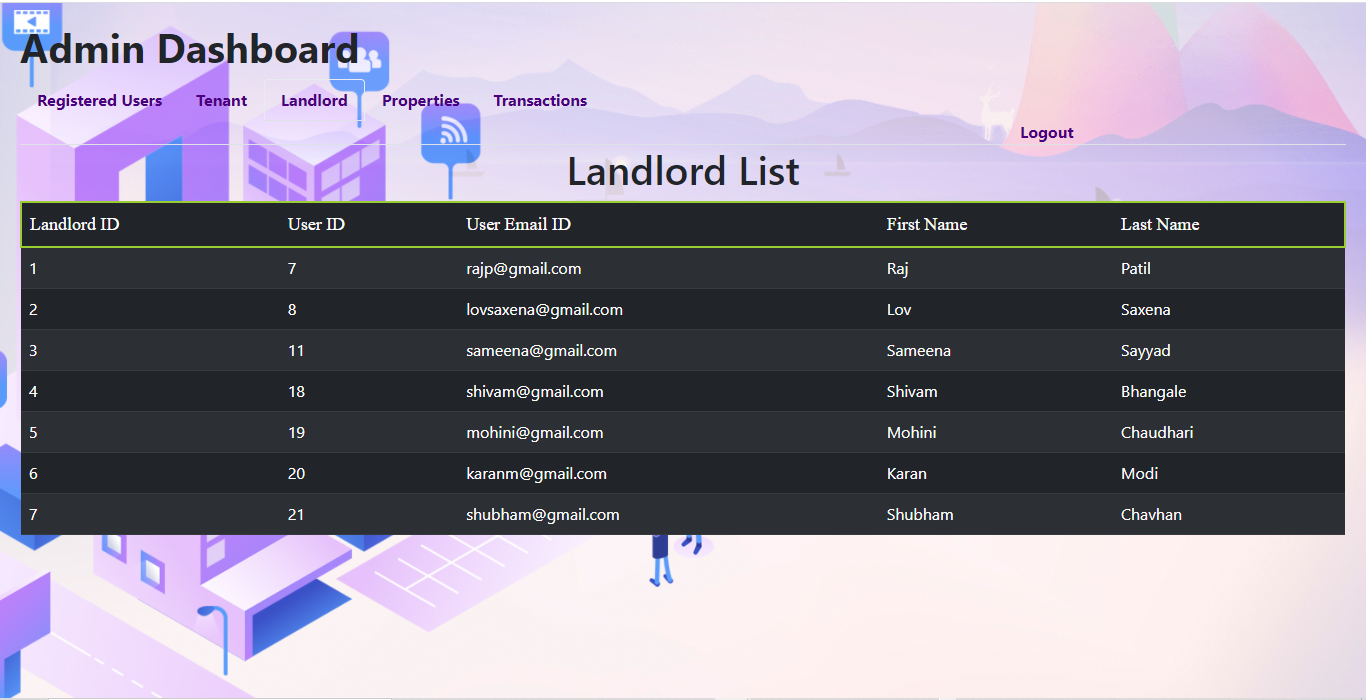 Admin Dashboard
Registered Users Tenant Landlord Properties Transactions
Logout
Landlord List
Landlord ID User ID User Email ID First Name Last Name
1 7 rajp@gmail.com Raj Patil
2 8 lovsaxena@gmail.com Lov Saxena
3 11 sameena@gmail.com Sameena Sayyad
4 18 shivam@gmail.com Shivam Bhangale
5 19 mohini@gmail.com Mohini Chaudhari
6 20 karanm@gmail.com Karan Modi
7 21 shubham@gmail.com Shubham Chavhan